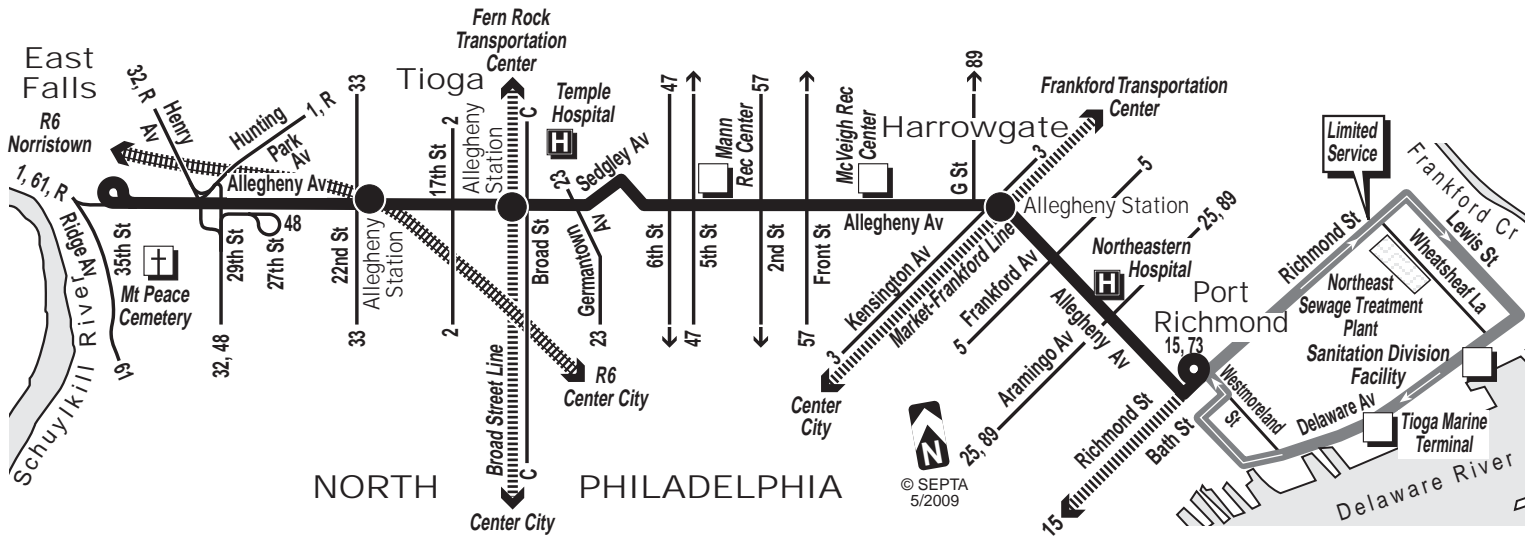 East
Falls
R6
Norristown
1, 61, R
Ridge Av
Schuylkill River
61
35th St
Mt Peace
Cemetery
32, R
Henry
Av
Hunting
Park
Av
1, R
Allegheny Av
29th St
32, 48
48
27th St
33
22nd St
33
Allegheny
Station
Tioga
2
17th St
2
Fern Rock
Transportation
Center
Allegheny
Station
C
Broad St
Broad Street Line
C
Center City
R6
Center City
Temple
Hospital
H
23
Germantown
Av
23
Sedgley Av
47
6th St
5th St
47
Mann
Rec Center
57
2nd St
Front St
57
McVeigh Rec
Center
Allegheny Av
89
G St
Harrowgate
Frankford Transportation
Center
3
Allegheny Station
Kensington Av
3
Market-Frankford Line
Center
City
5
Frankford Av
5
Northeastern
Hospital
H
25, 89
Aramingo Av
25, 89
Allegheny Av
Port
Richmond
15, 73
Richmond St
Bath St
15
Westmoreland
St
Limited
Service
Richmond St
Frankford Cr
Lewis St
Wheatsheaf La
Northeast
Sewage Treatment
Plant
Sanitation Division
Facility
Delaware Av
Tioga Marine
Terminal
Delaware River
NORTH PHILADELPHIA
N
© SEPTA
5/2009